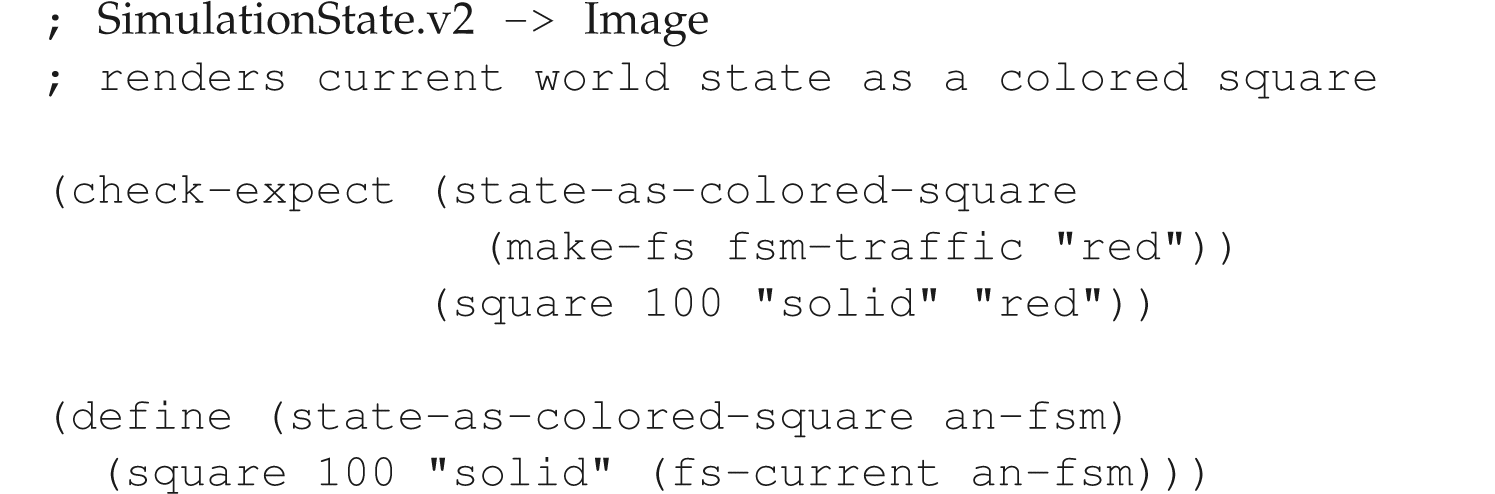 ; SimulationState.v2 -> Image
; renders current world state as a colored square
(check-expect (state-as-colored-square
(make-fs fsm-traffic "red"))
(square 100 "solid" "red"))
(define (state-as-colored-square an-fsm)
(square 100 "solid" (fs-current an-fsm)))